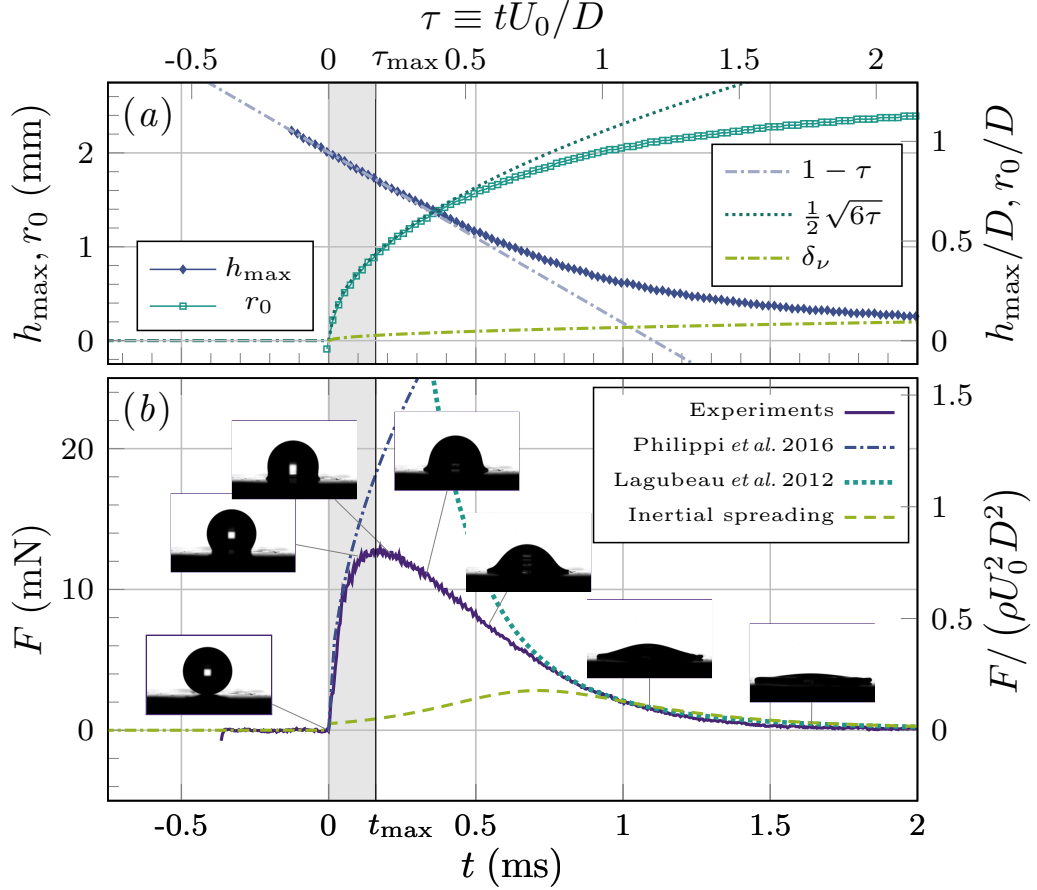 τ ≡ tU₀/D
-0.5 0 τmax 0.5 1 1.5 2
(a)
hmax, r₀ (mm)
2
1
0
hmax/D, r₀/D
1
0.5
0
hmax
r₀
1 − τ
½√6τ
δν
(b)
F (mN)
20
10
0
F/ (ρU₀²D²)
1.5
1
0.5
0
Experiments
Philippi et al. 2016
Lagubeau et al. 2012
Inertial spreading
-0.5 0 tmax 0.5 1 1.5 2
t (ms)